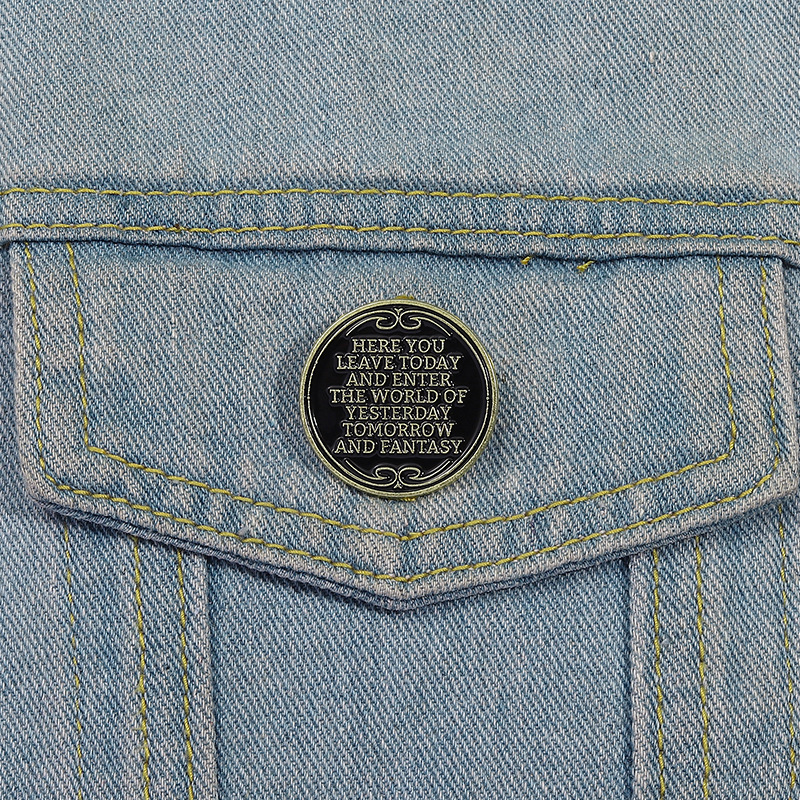 HERE YOU
LEAVE TODAY
AND ENTER
THE WORLD OF
YESTERDAY
TOMORROW
AND FANTASY